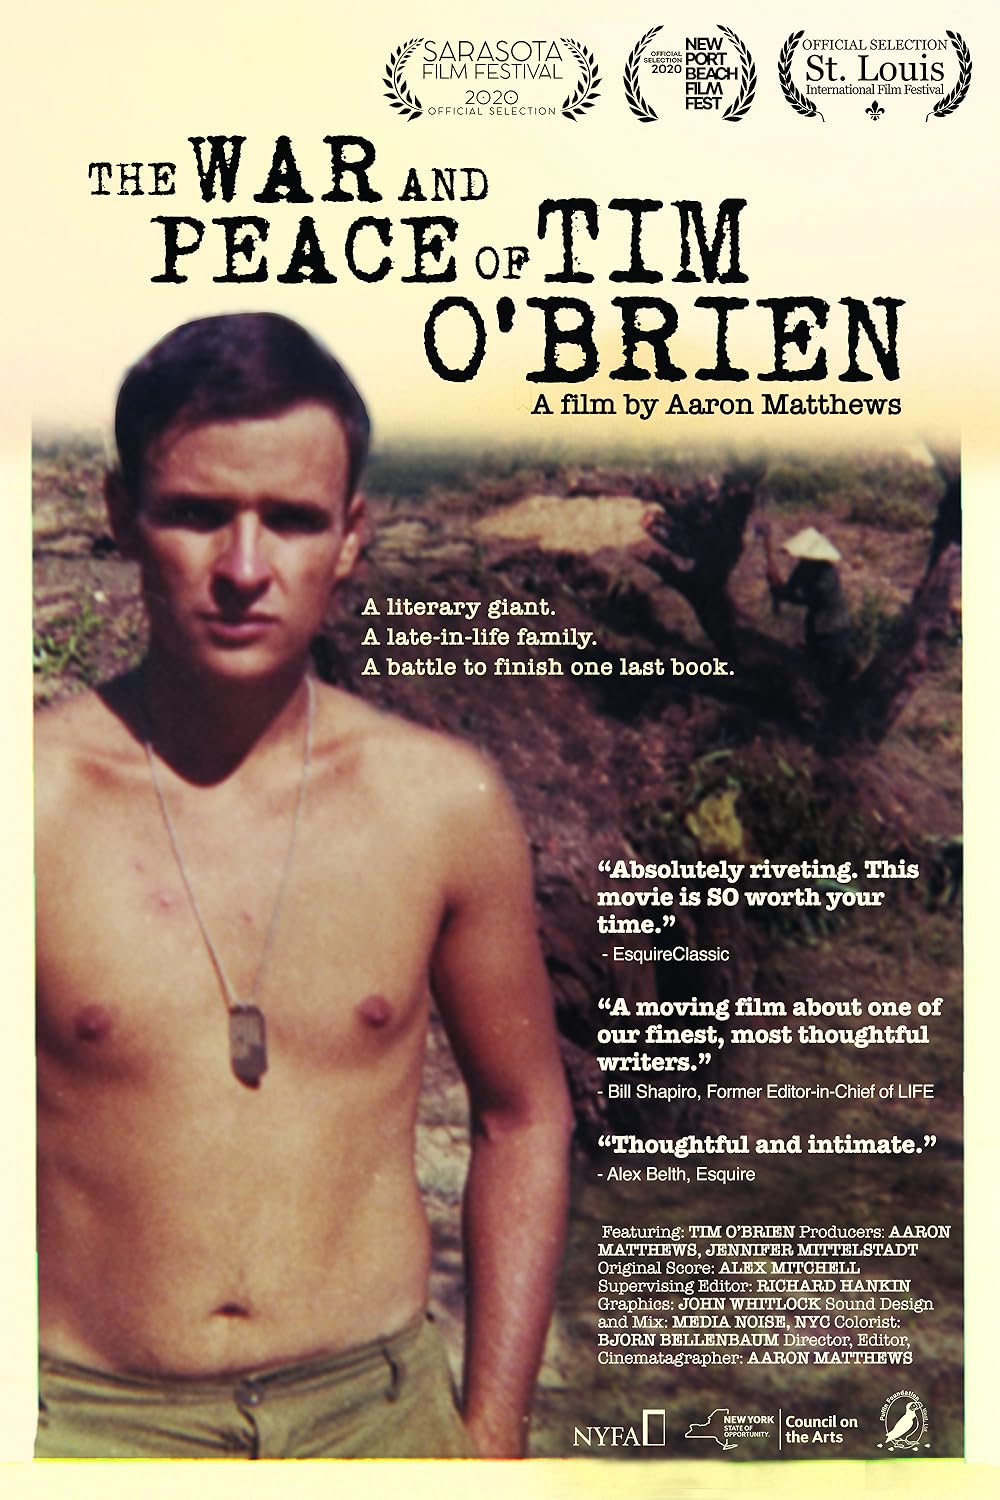 SARASOTA
FILM FESTIVAL
2020
OFFICIAL SELECTION
OFFICIAL
SELECTION
2020
NEW
PORT
BEACH
FILM
FEST
OFFICIAL SELECTION
St. Louis
International Film Festival
THE WAR AND
PEACE OF TIM
O'BRIEN
A film by Aaron Matthews
A literary giant.
A late-in-life family.
A battle to finish one last book.
“Absolutely riveting. This
movie is SO worth your
time.”
- EsquireClassic
“A moving film about one of
our finest, most thoughtful
writers.”
- Bill Shapiro, Former Editor-in-Chief of LIFE
“Thoughtful and intimate.”
- Alex Belth, Esquire
Featuring: TIM O'BRIEN Producers: AARON
MATTHEWS, JENNIFER MITTELSTADT
Original Score: ALEX MITCHELL
Supervising Editor: RICHARD HANKIN
Graphics: JOHN WHITLOCK Sound Design
and Mix: MEDIA NOISE, NYC Colorist:
BJORN BELLENBAUM Director, Editor,
Cinematagrapher: AARON MATTHEWS
NYFA
NEW YORK
STATE OF
OPPORTUNITY.
Council on
the Arts
Puffin Foundation